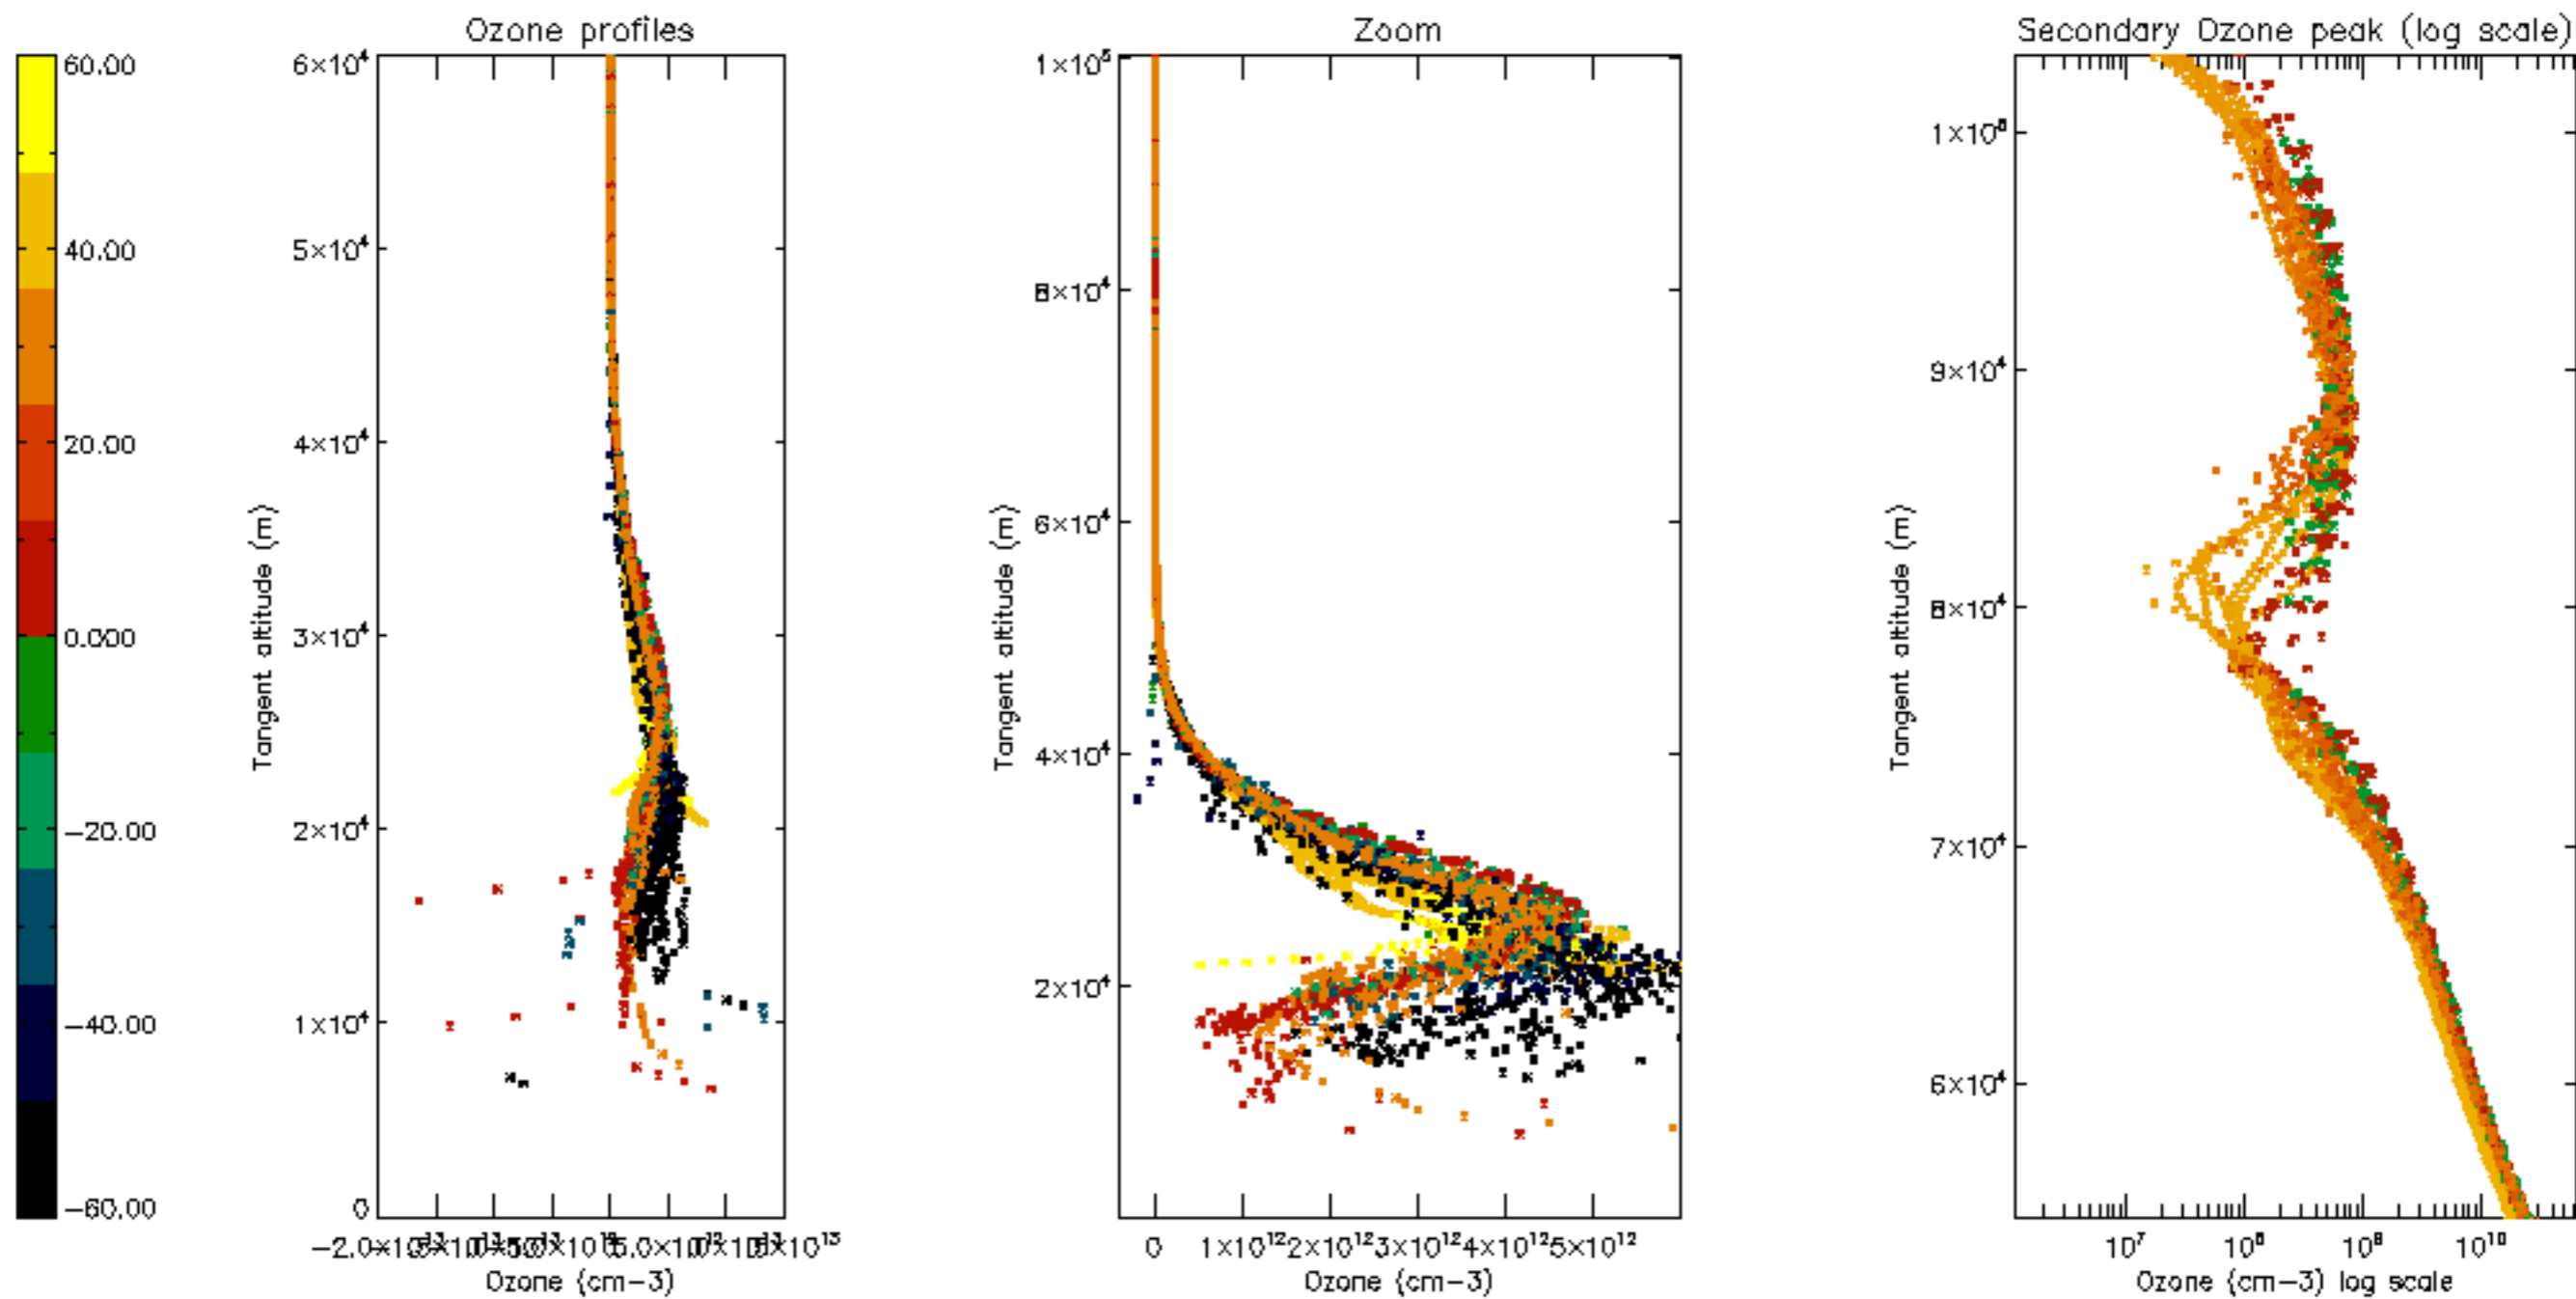 Ozone profiles
Zoom
Secondary Ozone peak (log scale)
60.00
40.00
20.00
0.000
−20.00
−40.00
−60.00
6×10⁴
5×10⁴
4×10⁴
3×10⁴
2×10⁴
1×10⁴
0
Tangent altitude (m)
5.0×10¹²
Ozone (cm−3)
1×10⁵
8×10⁴
6×10⁴
4×10⁴
2×10⁴
Tangent altitude (m)
0 1×10¹² 2×10¹² 3×10¹² 4×10¹² 5×10¹²
Ozone (cm−3)
9×10⁴
8×10⁴
7×10⁴
6×10⁴
Tangent altitude (m)
10⁷ 10⁸ 10⁹ 10¹⁰
Ozone (cm−3) log scale